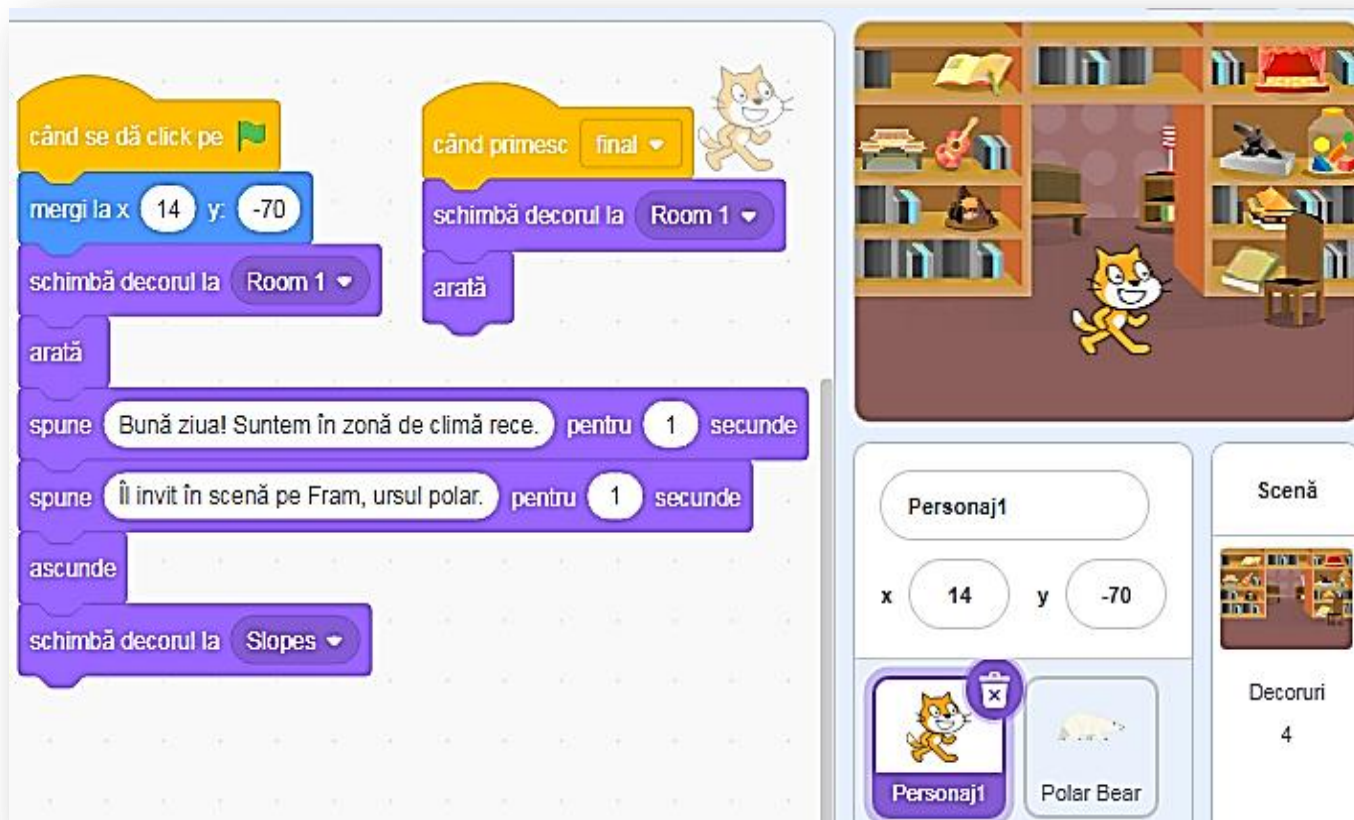 când se dă click pe
mergi la x 14 y: -70
schimbă decorul la Room 1
arată
spune Bună ziua! Suntem în zonă de climă rece. pentru 1 secunde
spune Îl invit în scenă pe Fram, ursul polar. pentru 1 secunde
ascunde
schimbă decorul la Slopes
când primesc final
schimbă decorul la Room 1
arată
Personaj1
x 14 y -70
Personaj1
Polar Bear
Scenă
Decoruri
4